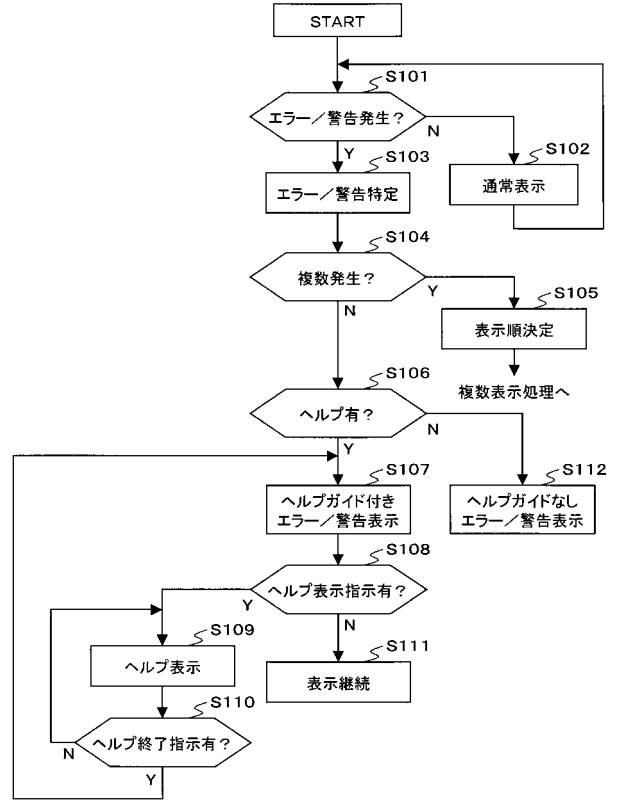 START
S101
エラー／警告発生？
N
Y
S102
通常表示
S103
エラー／警告特定
S104
複数発生？
Y
N
S105
表示順決定
複数表示処理へ
S106
ヘルプ有？
N
Y
S107
ヘルプガイド付き
エラー／警告表示
S112
ヘルプガイドなし
エラー／警告表示
S108
ヘルプ表示指示有？
Y
N
S109
ヘルプ表示
S111
表示継続
S110
ヘルプ終了指示有？
N
Y